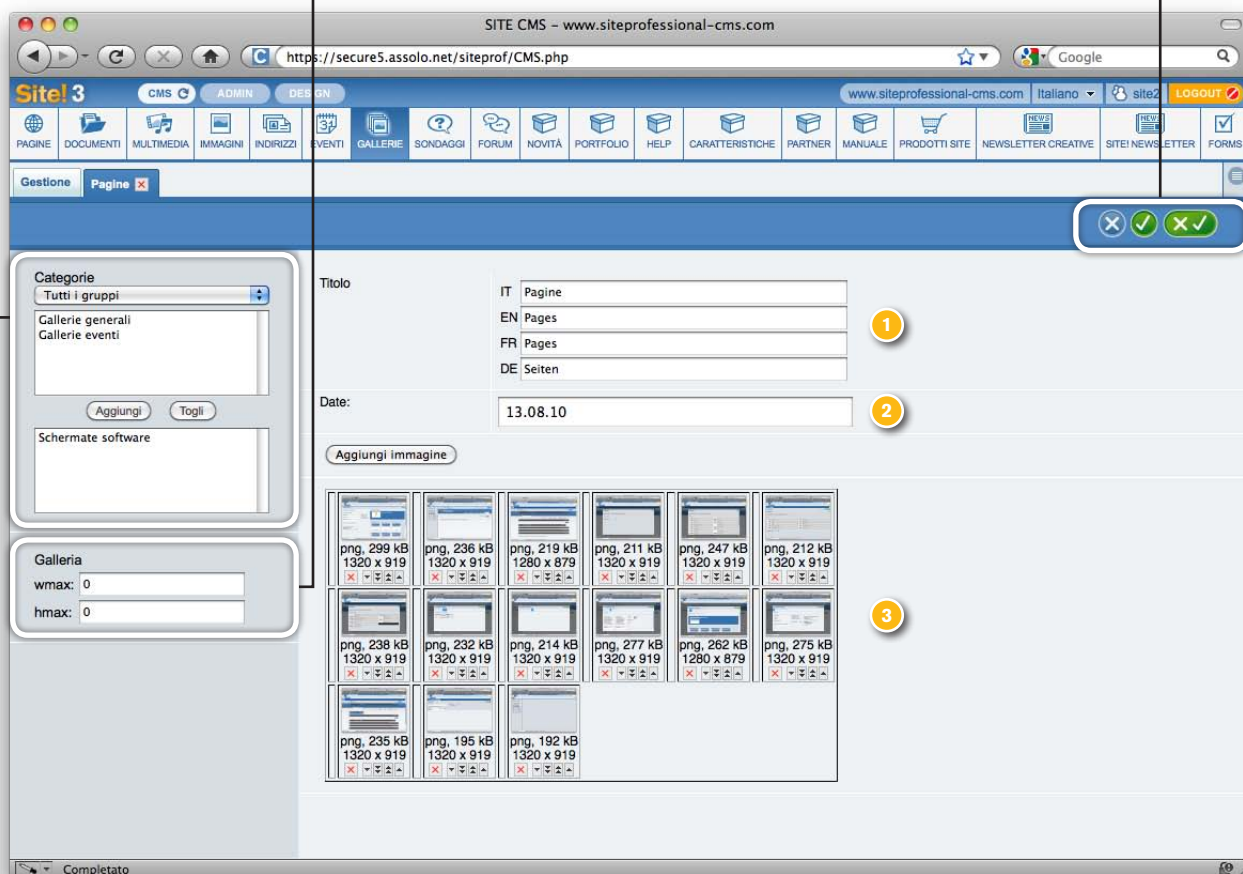 SITE CMS – www.siteprofessional-cms.com
https://secure5.assolo.net/siteprof/CMS.php
Google
Site! 3
CMS
ADMIN
DESIGN
www.siteprofessional-cms.com
Italiano
site2
LOGOUT
PAGINE
DOCUMENTI
MULTIMEDIA
IMMAGINI
INDIRIZZI
EVENTI
GALLERIE
SONDAGGI
FORUM
NOVITÀ
PORTFOLIO
HELP
CARATTERISTICHE
PARTNER
MANUALE
PRODOTTI SITE
NEWSLETTER CREATIVE
SITE! NEWSLETTER
FORMS
Gestione
Pagine
Categorie
Tutti i gruppi
Gallerie generali
Gallerie eventi
Aggiungi
Togli
Schermate software
Galleria
wmax: 0
hmax: 0
Titolo
IT Pagine
EN Pages
FR Pages
DE Seiten
1
Date:
13.08.10
2
Aggiungi immagine
png, 299 kB png, 236 kB png, 219 kB png, 211 kB png, 247 kB png, 212 kB
1320 x 919 1320 x 919 1280 x 879 1320 x 919 1320 x 919 1320 x 919
png, 238 kB png, 232 kB png, 214 kB png, 277 kB png, 262 kB png, 275 kB
1320 x 919 1320 x 919 1320 x 919 1320 x 919 1280 x 879 1320 x 919
3
png, 235 kB png, 195 kB png, 192 kB
1320 x 919 1320 x 919 1320 x 919
Completato